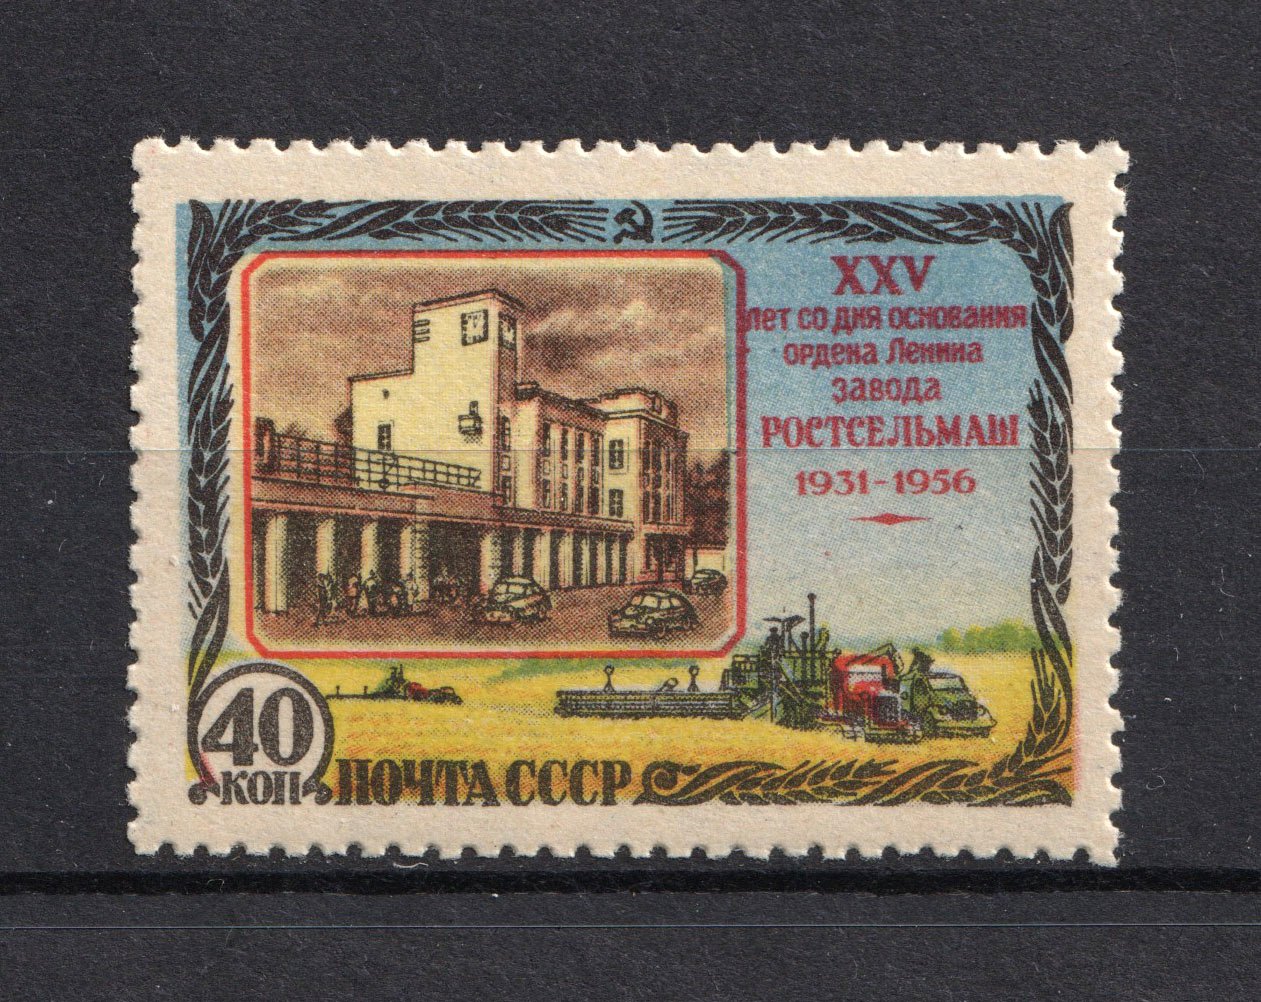 XXV
лет со дня основания
ордена Ленина
завода
РОСТСЕЛЬМАШ
1931-1956
40
КОП
ПОЧТА СССР